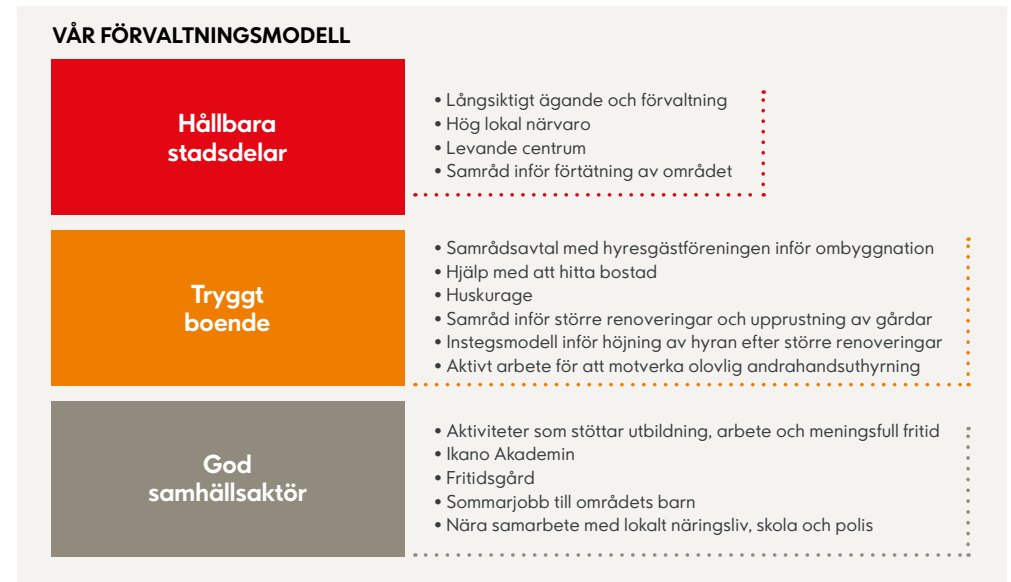 VÅR FÖRVALTNINGSMODELL
Hållbara
stadsdelar
• Långsiktigt ägande och förvaltning
• Hög lokal närvaro
• Levande centrum
• Samråd inför förtätning av området
Tryggt
boende
• Samrådsavtal med hyresgästföreningen inför ombyggnation
• Hjälp med att hitta bostad
• Huskurage
• Samråd inför större renoveringar och upprustning av gårdar
• Instegsmodell inför höjning av hyran efter större renoveringar
• Aktivt arbete för att motverka olovlig andrahandsuthyrning
God
samhällsaktör
• Aktiviteter som stöttar utbildning, arbete och meningsfull fritid
• Ikano Akademin
• Fritidsgård
• Sommarjobb till områdets barn
• Nära samarbete med lokalt näringsliv, skola och polis